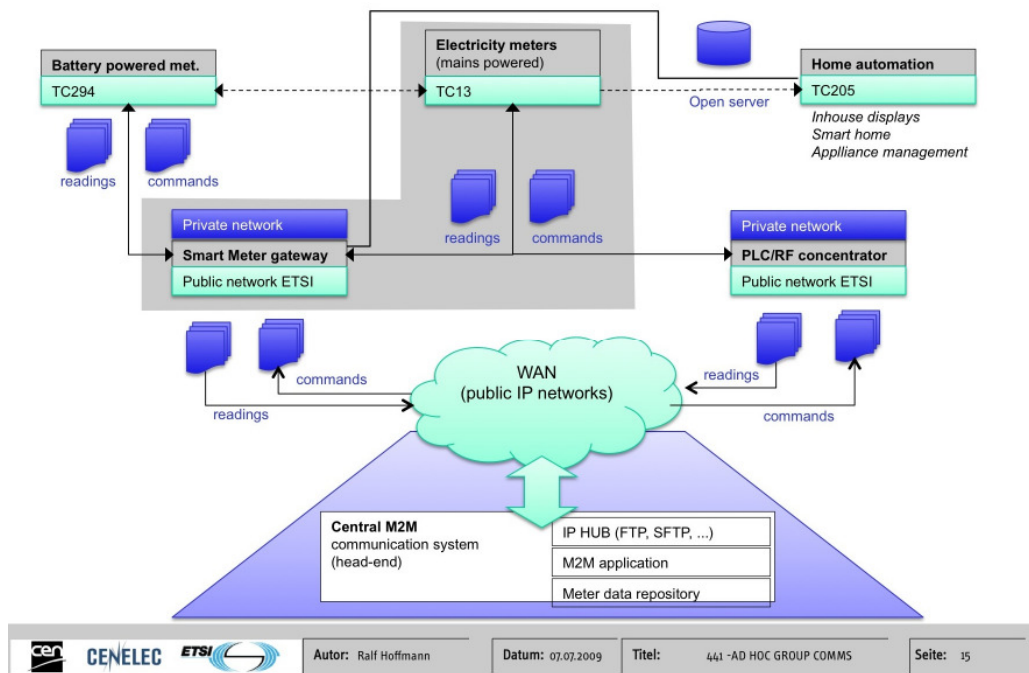 Electricity meters
(mains powered)
Battery powered met.
Home automation
TC294
TC13
TC205
Open server
Inhouse displays
Smart home
Appliance management
readings
commands
readings
commands
Private network
Smart Meter gateway
Public network ETSI
Private network
PLC/RF concentrator
Public network ETSI
WAN
(public IP networks)
commands
readings
readings
commands
Central M2M
communication system
(head-end)
IP HUB (FTP, SFTP, ...)
M2M application
Meter data repository
cen
CENELEC
ETSI
Autor: Ralf Hoffmann
Datum: 07.07.2009
Titel: 441 -AD HOC GROUP COMMS
Seite: 15